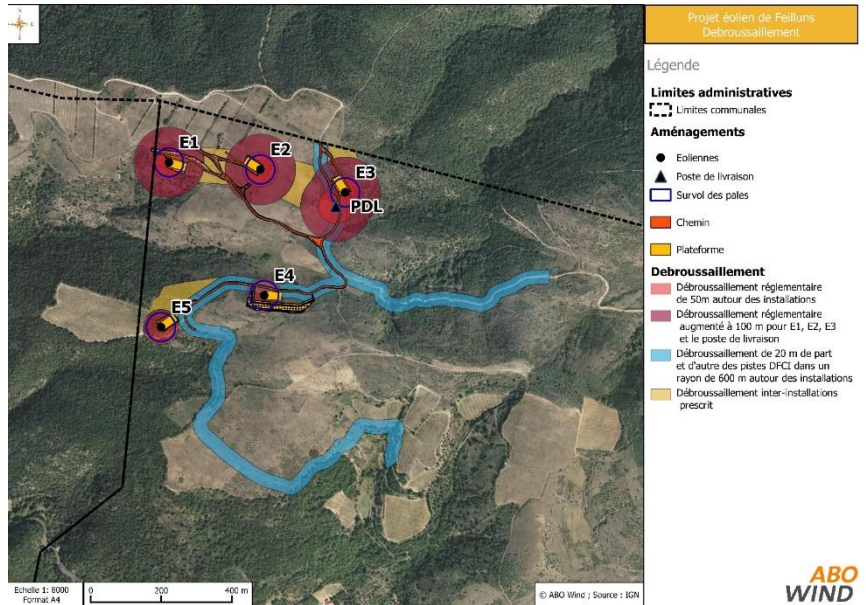 Projet éolien de Feilluns
Debroussaillement
Légende
Limites administratives
Limites communales
Aménagements
Eoliennes
Poste de livraison
Survol des pales
Chemin
Plateforme
Debroussaillement
Débroussaillement réglementaire
de 50m autour des installations
Débroussaillement réglementaire
augmenté à 100 m pour E1, E2, E3
et le poste de livraison
Débroussaillement de 20 m de part
et d'autre des pistes DFCI dans un
rayon de 600 m autour des installations
Débroussaillement inter-installations
prescrit
E1
E2
E3
PDL
E4
E5
Echelle 1: 8000
Format A4
0 200 400 m
© ABO Wind ; Source : IGN
ABO
WIND